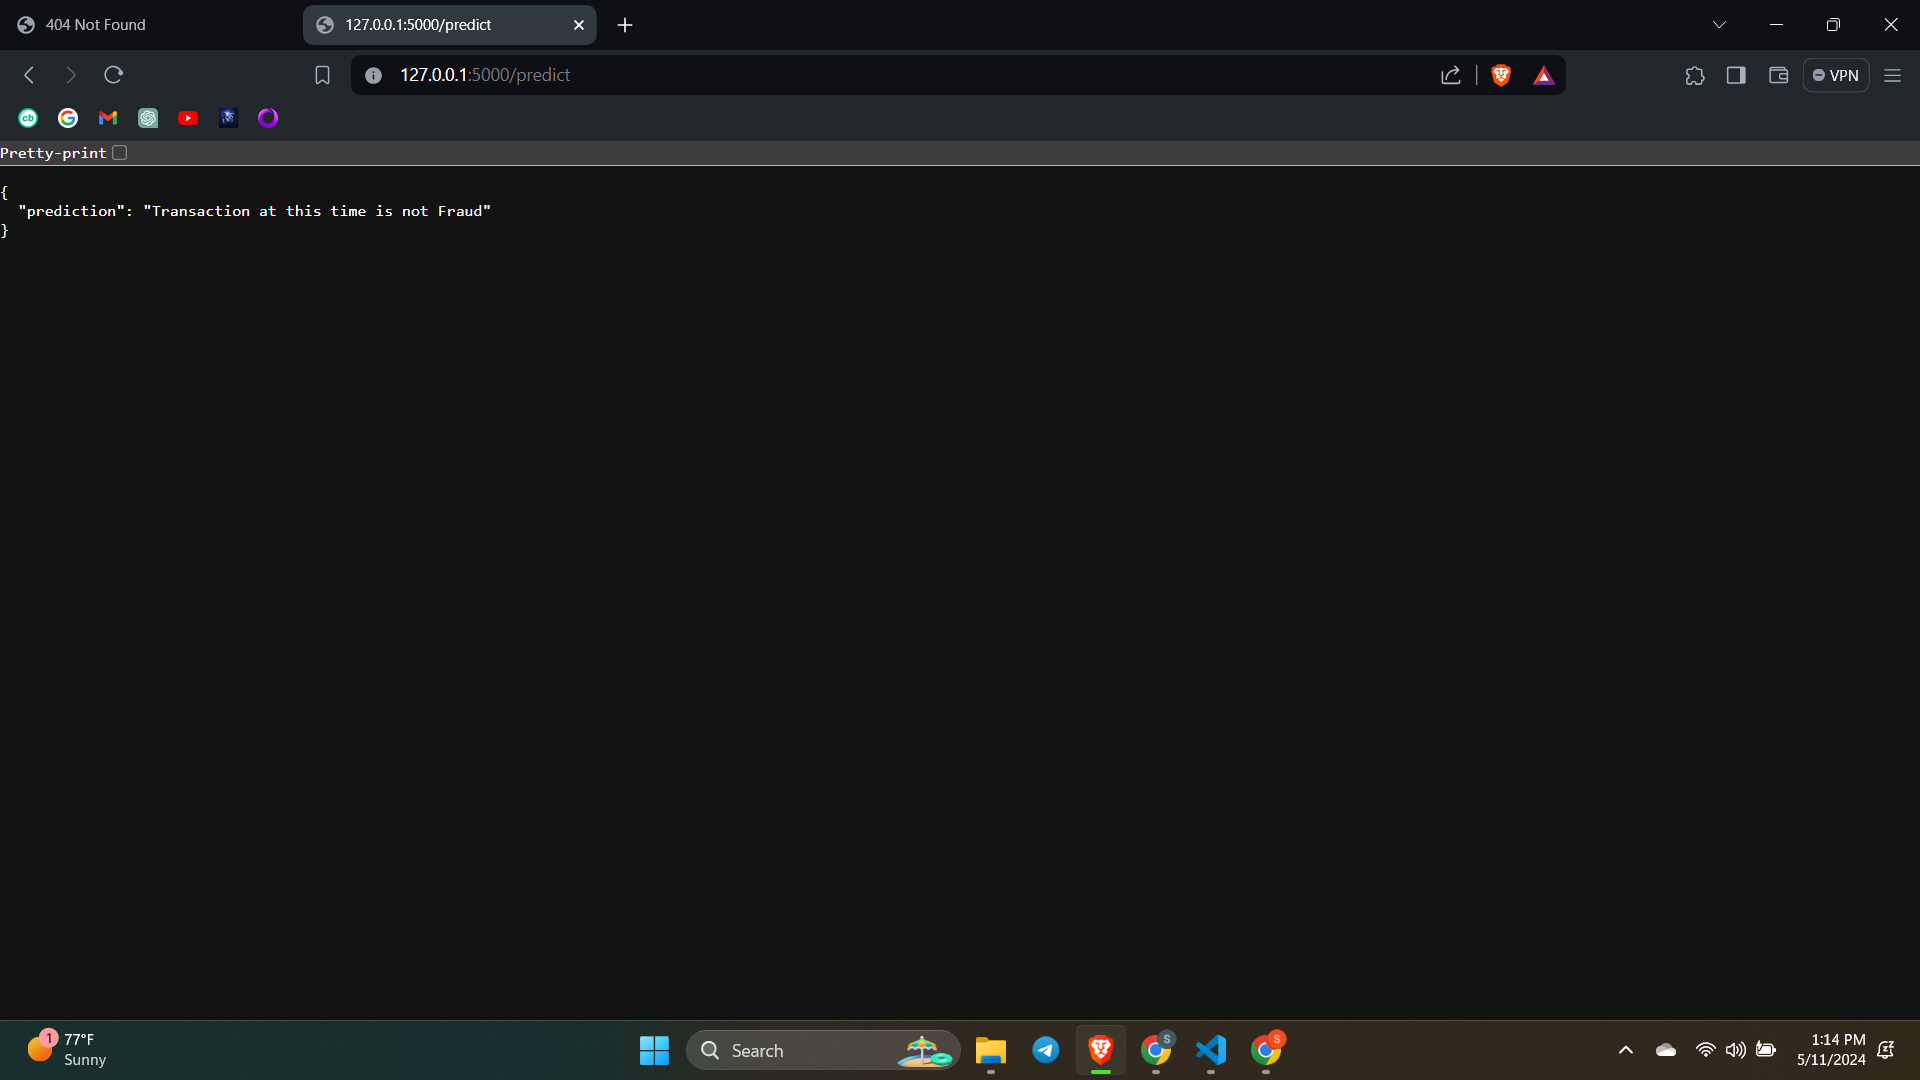 404 Not Found
127.0.0.1:5000/predict
127.0.0.1:5000/predict
VPN
cb
Pretty-print
{
"prediction": "Transaction at this time is not Fraud"
}
1
77°F
Sunny
Search
S
S
1:14 PM
5/11/2024